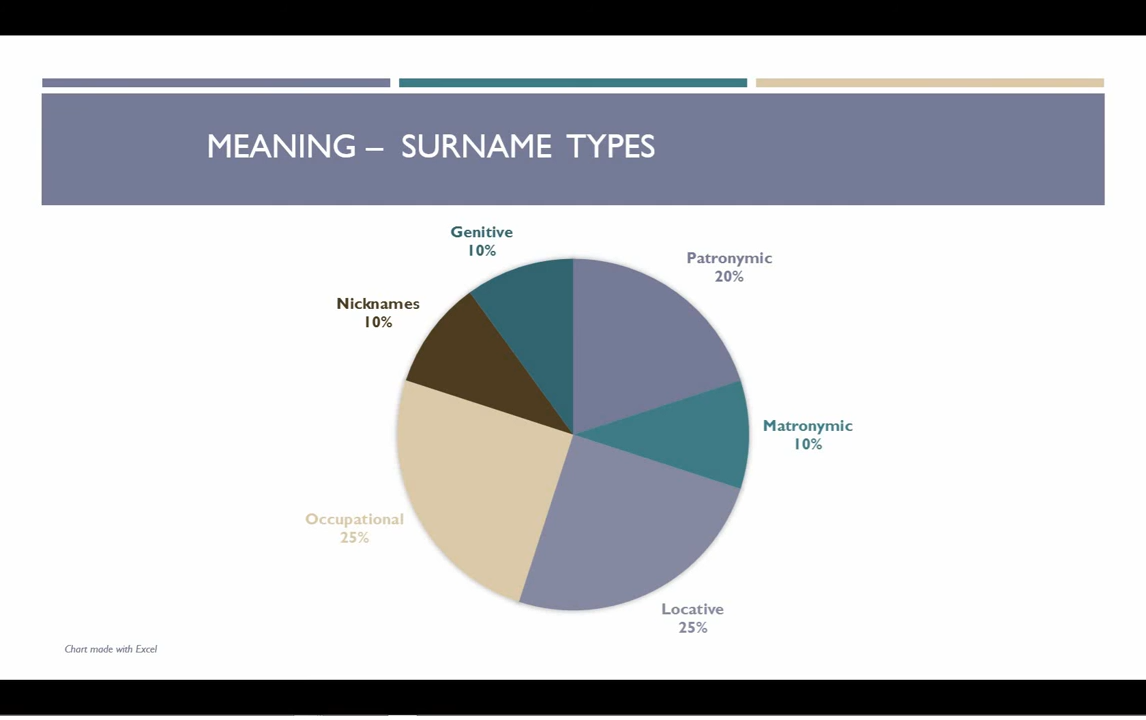 MEANING – SURNAME TYPES
Genitive
10%
Patronymic
20%
Nicknames
10%
Matronymic
10%
Occupational
25%
Locative
25%
Chart made with Excel